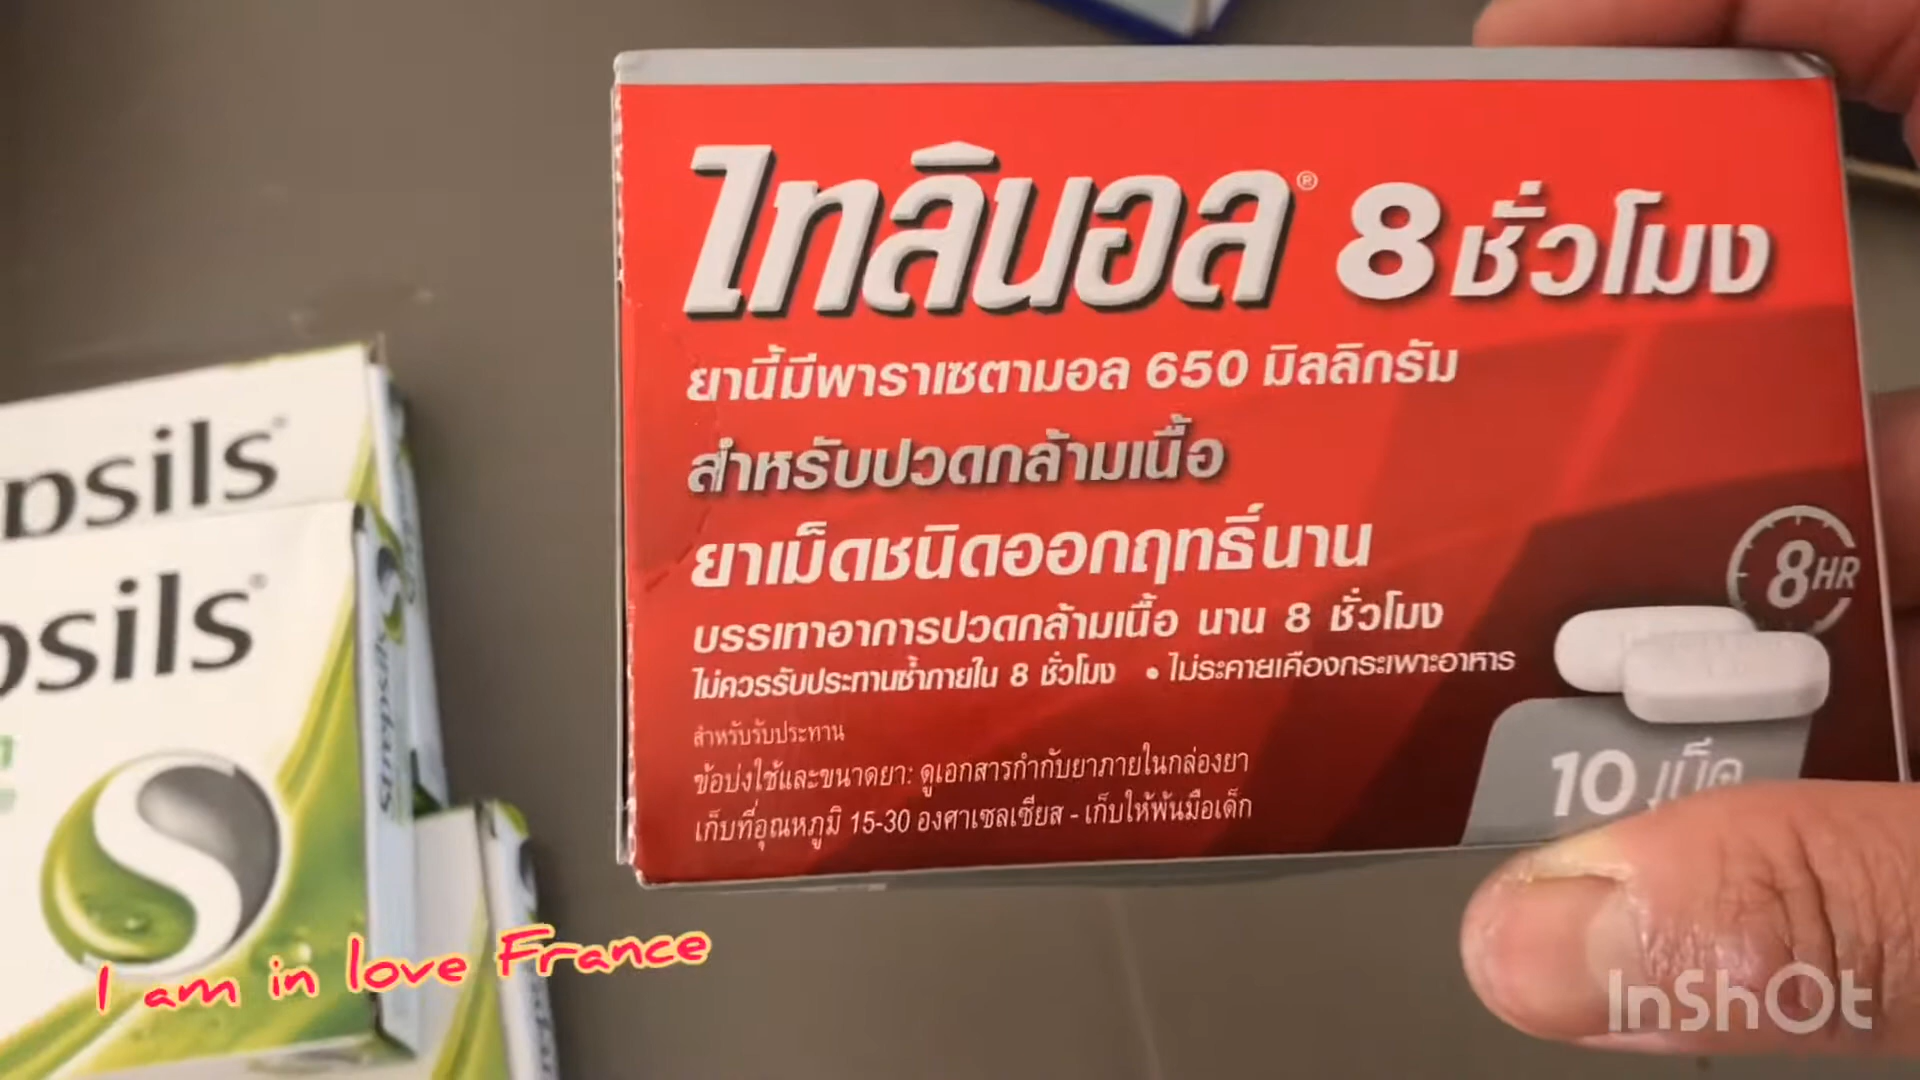 ไทลินอล® 8 ชั่วโมง
ยานี้มีพาราเซตามอล 650 มิลลิกรัม
สำหรับปวดกล้ามเนื้อ
ยาเม็ดชนิดออกฤทธิ์นาน
บรรเทาอาการปวดกล้ามเนื้อ นาน 8 ชั่วโมง
ไม่ควรรับประทานซ้ำภายใน 8 ชั่วโมง • ไม่ระคายเคืองกระเพาะอาหาร
สำหรับรับประทาน
ข้อบ่งใช้และขนาดยา: ดูเอกสารกำกับยาภายในกล่องยา
เก็บที่อุณหภูมิ 15-30 องศาเซลเซียส - เก็บให้พ้นมือเด็ก
8HR
10 เม็ด
psils
psils
Strepsils
I am in love France
InShOt